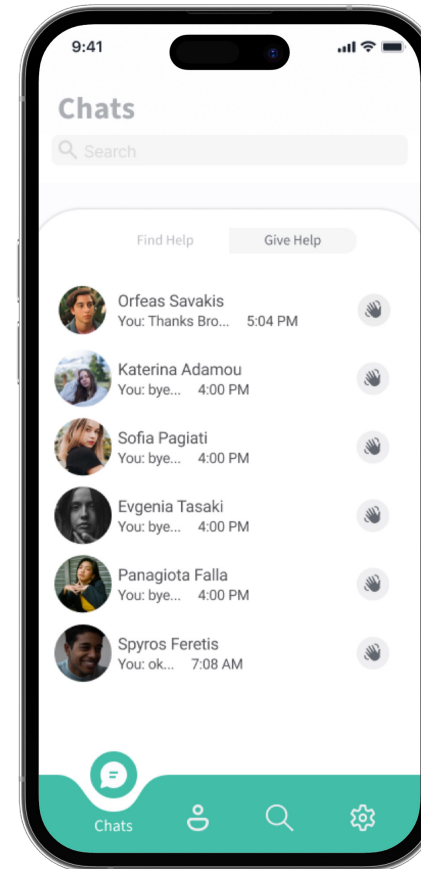 9:41
Chats
Search
Find Help Give Help
Orfeas Savakis
You: Thanks Bro... 5:04 PM
Katerina Adamou
You: bye... 4:00 PM
Sofia Pagiati
You: bye... 4:00 PM
Evgenia Tasaki
You: bye... 4:00 PM
Panagiota Falla
You: bye... 4:00 PM
Spyros Feretis
You: ok... 7:08 AM
Chats